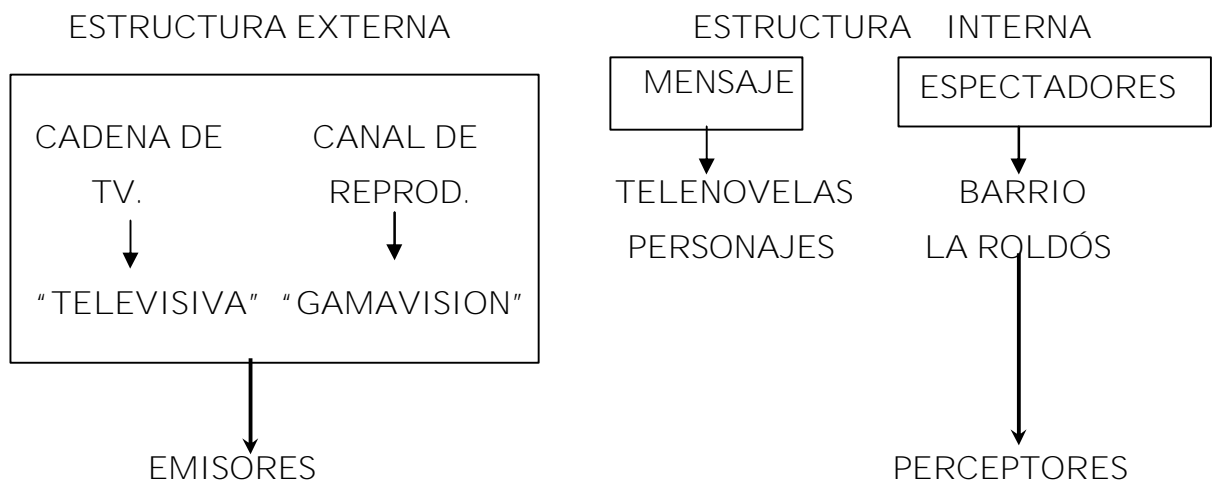 ESTRUCTURA EXTERNA
CADENA DE
TV.
"TELEVISIVA"
CANAL DE
REPROD.
"GAMAVISION"
EMISORES
ESTRUCTURA INTERNA
MENSAJE
TELENOVELAS
PERSONAJES
ESPECTADORES
BARRIO
LA ROLDÓS
PERCEPTORES